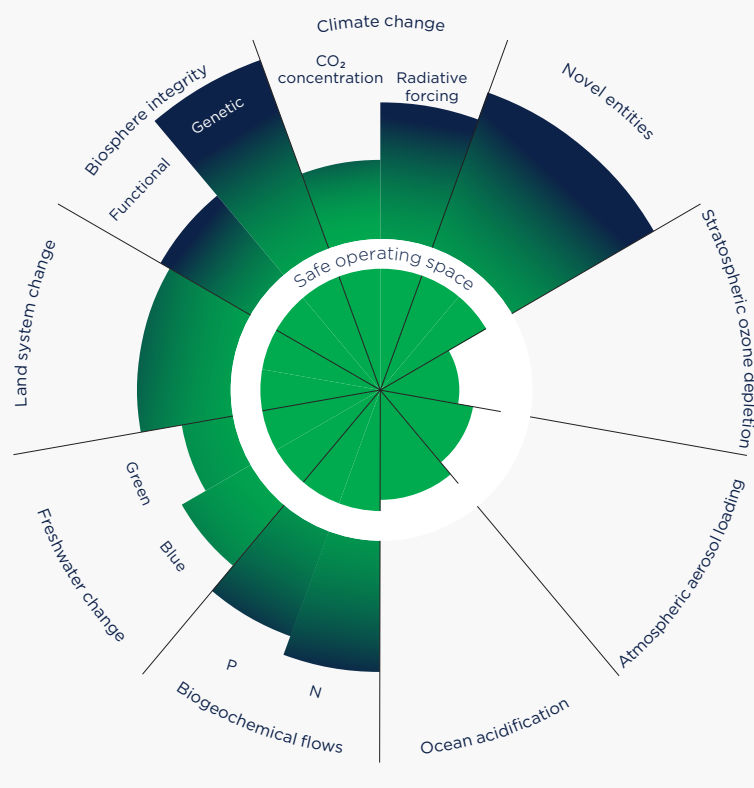 Climate change
CO₂
concentration
Radiative
forcing
Novel entities
Stratospheric ozone depletion
Atmospheric aerosol loading
Ocean acidification
Biogeochemical flows
P
N
Freshwater change
Green
Blue
Land system change
Biosphere integrity
Functional
Genetic
Safe operating space